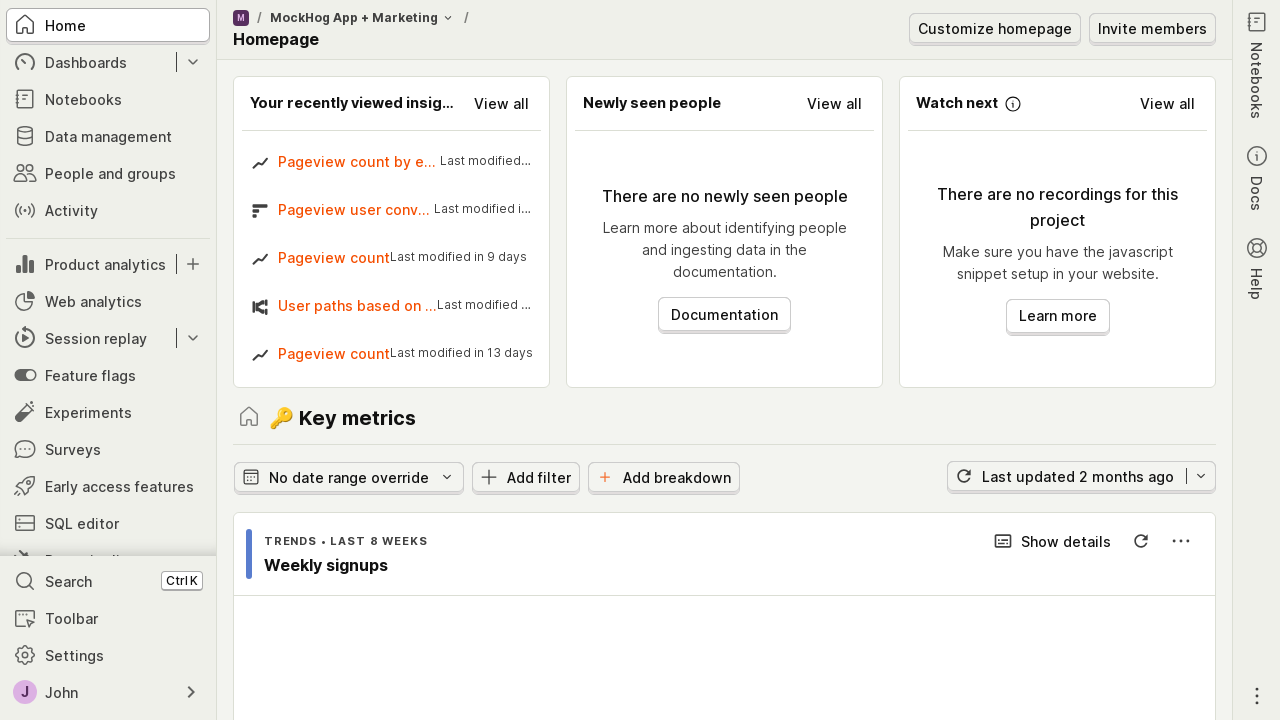 Home
Dashboards
Notebooks
Data management
People and groups
Activity
Product analytics
Web analytics
Session replay
Feature flags
Experiments
Surveys
Early access features
SQL editor
Search
Ctrl K
Toolbar
Settings
J
John
M / MockHog App + Marketing /
Homepage
Customize homepage
Invite members
Your recently viewed insig...
View all
Pageview count by e... Last modified...
Pageview user conv... Last modified i...
Pageview count Last modified in 9 days
User paths based on ... Last modified ...
Pageview count Last modified in 13 days
Newly seen people
View all
There are no newly seen people
Learn more about identifying people
and ingesting data in the
documentation.
Documentation
Watch next
View all
There are no recordings for this
project
Make sure you have the javascript
snippet setup in your website.
Learn more
🔑 Key metrics
No date range override
Add filter
Add breakdown
Last updated 2 months ago
TRENDS • LAST 8 WEEKS
Show details
Weekly signups
Notebooks
Docs
Help